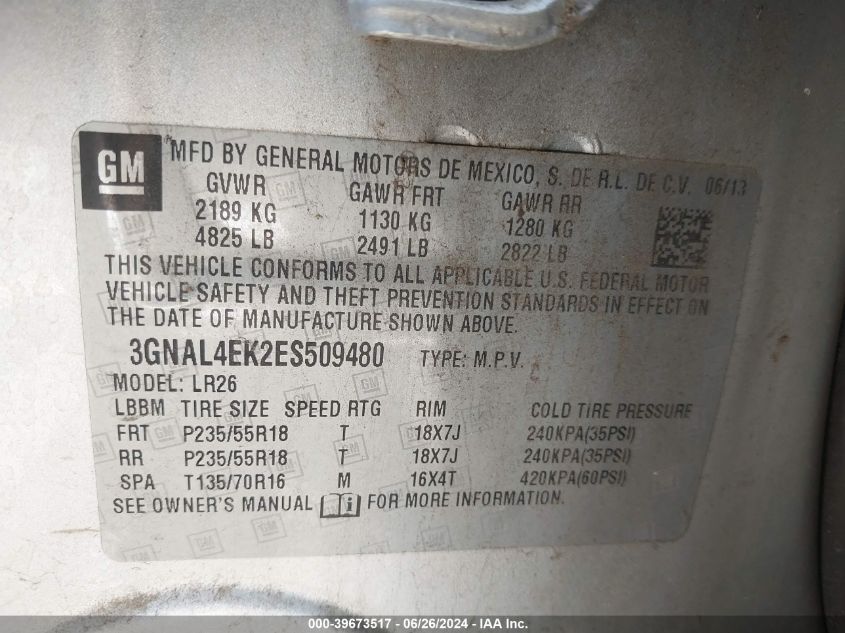 GM
MFD BY GENERAL MOTORS DE MEXICO, S. DE R.L. DE C.V. 06/13
GVWR GAWR FRT GAWR RR
2189 KG 1130 KG 1280 KG
4825 LB 2491 LB 2822 LB
THIS VEHICLE CONFORMS TO ALL APPLICABLE U.S. FEDERAL MOTOR
VEHICLE SAFETY AND THEFT PREVENTION STANDARDS IN EFFECT ON
THE DATE OF MANUFACTURE SHOWN ABOVE.
3GNAL4EK2ES509480 TYPE: M.P.V.
MODEL: LR26
LBBM TIRE SIZE SPEED RTG RIM COLD TIRE PRESSURE
FRT P235/55R18 T 18X7J 240KPA(35PSI)
RR P235/55R18 T 18X7J 240KPA(35PSI)
SPA T135/70R16 M 16X4T 420KPA(60PSI)
SEE OWNER'S MANUAL i FOR MORE INFORMATION.
000-39673517 - 06/26/2024 - IAA Inc.